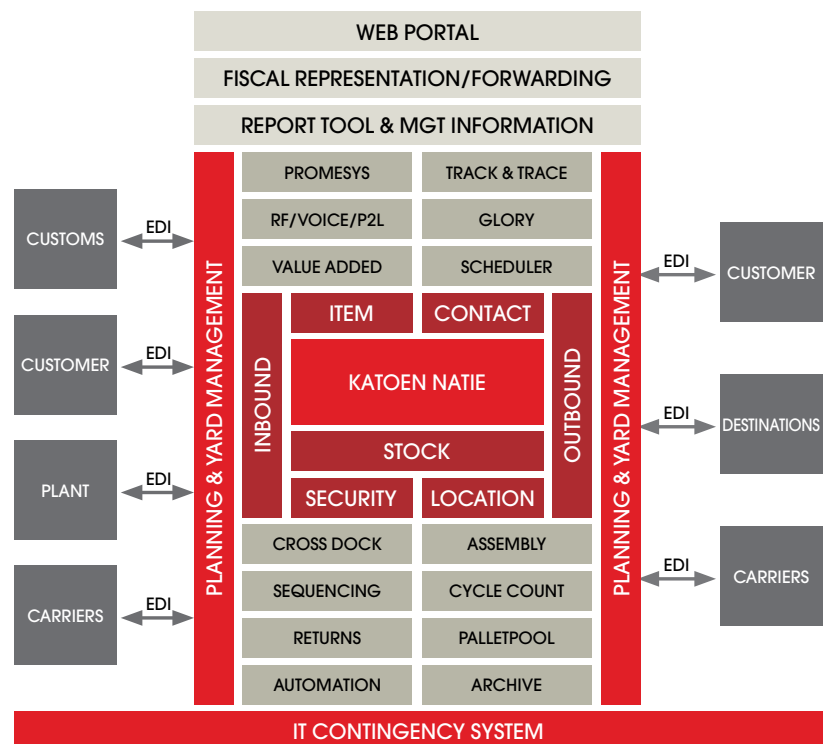 WEB PORTAL
FISCAL REPRESENTATION/FORWARDING
REPORT TOOL & MGT INFORMATION
PROMESYS
TRACK & TRACE
RF/VOICE/P2L
GLORY
VALUE ADDED
SCHEDULER
CUSTOMS
EDI
CUSTOMER
EDI
PLANT
EDI
CARRIERS
EDI
PLANNING & YARD MANAGEMENT
INBOUND
ITEM
CONTACT
KATOEN NATIE
STOCK
SECURITY
LOCATION
OUTBOUND
PLANNING & YARD MANAGEMENT
EDI
CUSTOMER
EDI
DESTINATIONS
EDI
CARRIERS
CROSS DOCK
ASSEMBLY
SEQUENCING
CYCLE COUNT
RETURNS
PALLETPOOL
AUTOMATION
ARCHIVE
IT CONTINGENCY SYSTEM